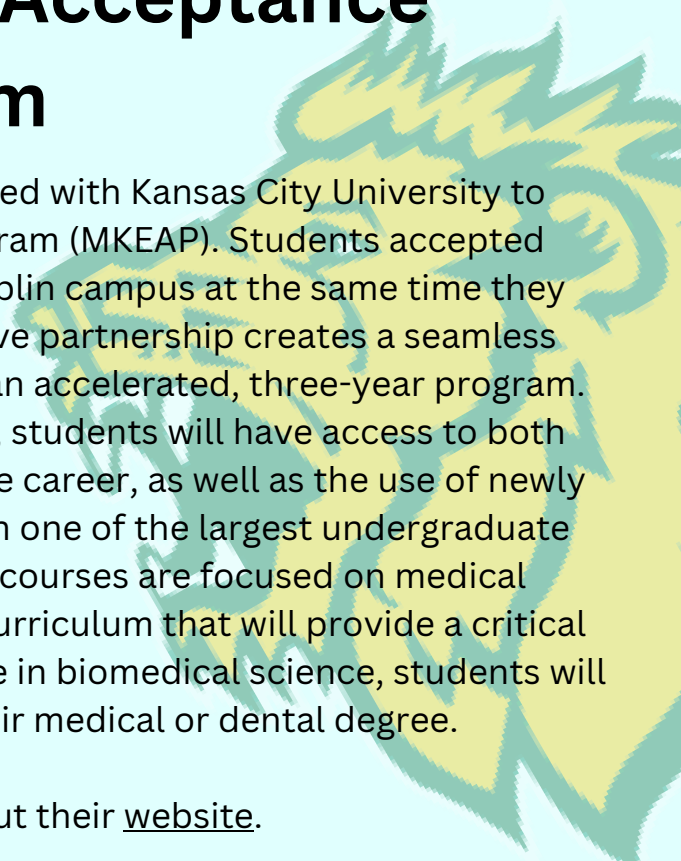 Acceptance
m
ed with Kansas City University to
ram (MKEAP). Students accepted
plin campus at the same time they
ve partnership creates a seamless
an accelerated, three-year program.
, students will have access to both
e career, as well as the use of newly
n one of the largest undergraduate
courses are focused on medical
urriculum that will provide a critical
e in biomedical science, students will
ir medical or dental degree.
ut their website.